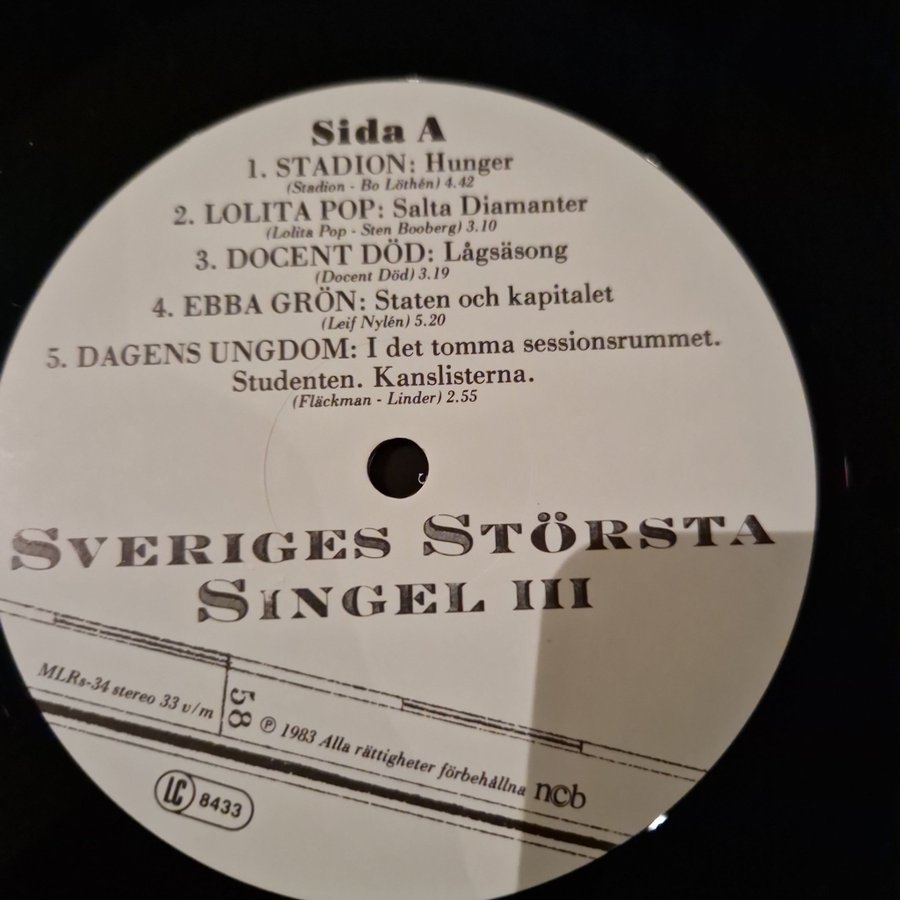 Sida A
1. STADION: Hunger
(Stadion - Bo Löthén) 4.42
2. LOLITA POP: Salta Diamanter
(Lolita Pop - Sten Booberg) 3.10
3. DOCENT DÖD: Lågsäsong
(Docent Död) 3.19
4. EBBA GRÖN: Staten och kapitalet
(Leif Nylén) 5.20
5. DAGENS UNGDOM: I det tomma sessionsrummet.
Studenten. Kanslisterna.
(Fläckman - Linder) 2.55
SVERIGES STÖRSTA
SINGEL III
MLRs-34 stereo 33 v/m
58
℗ 1983 Alla rättigheter förbehållna
ncb
LC 8433